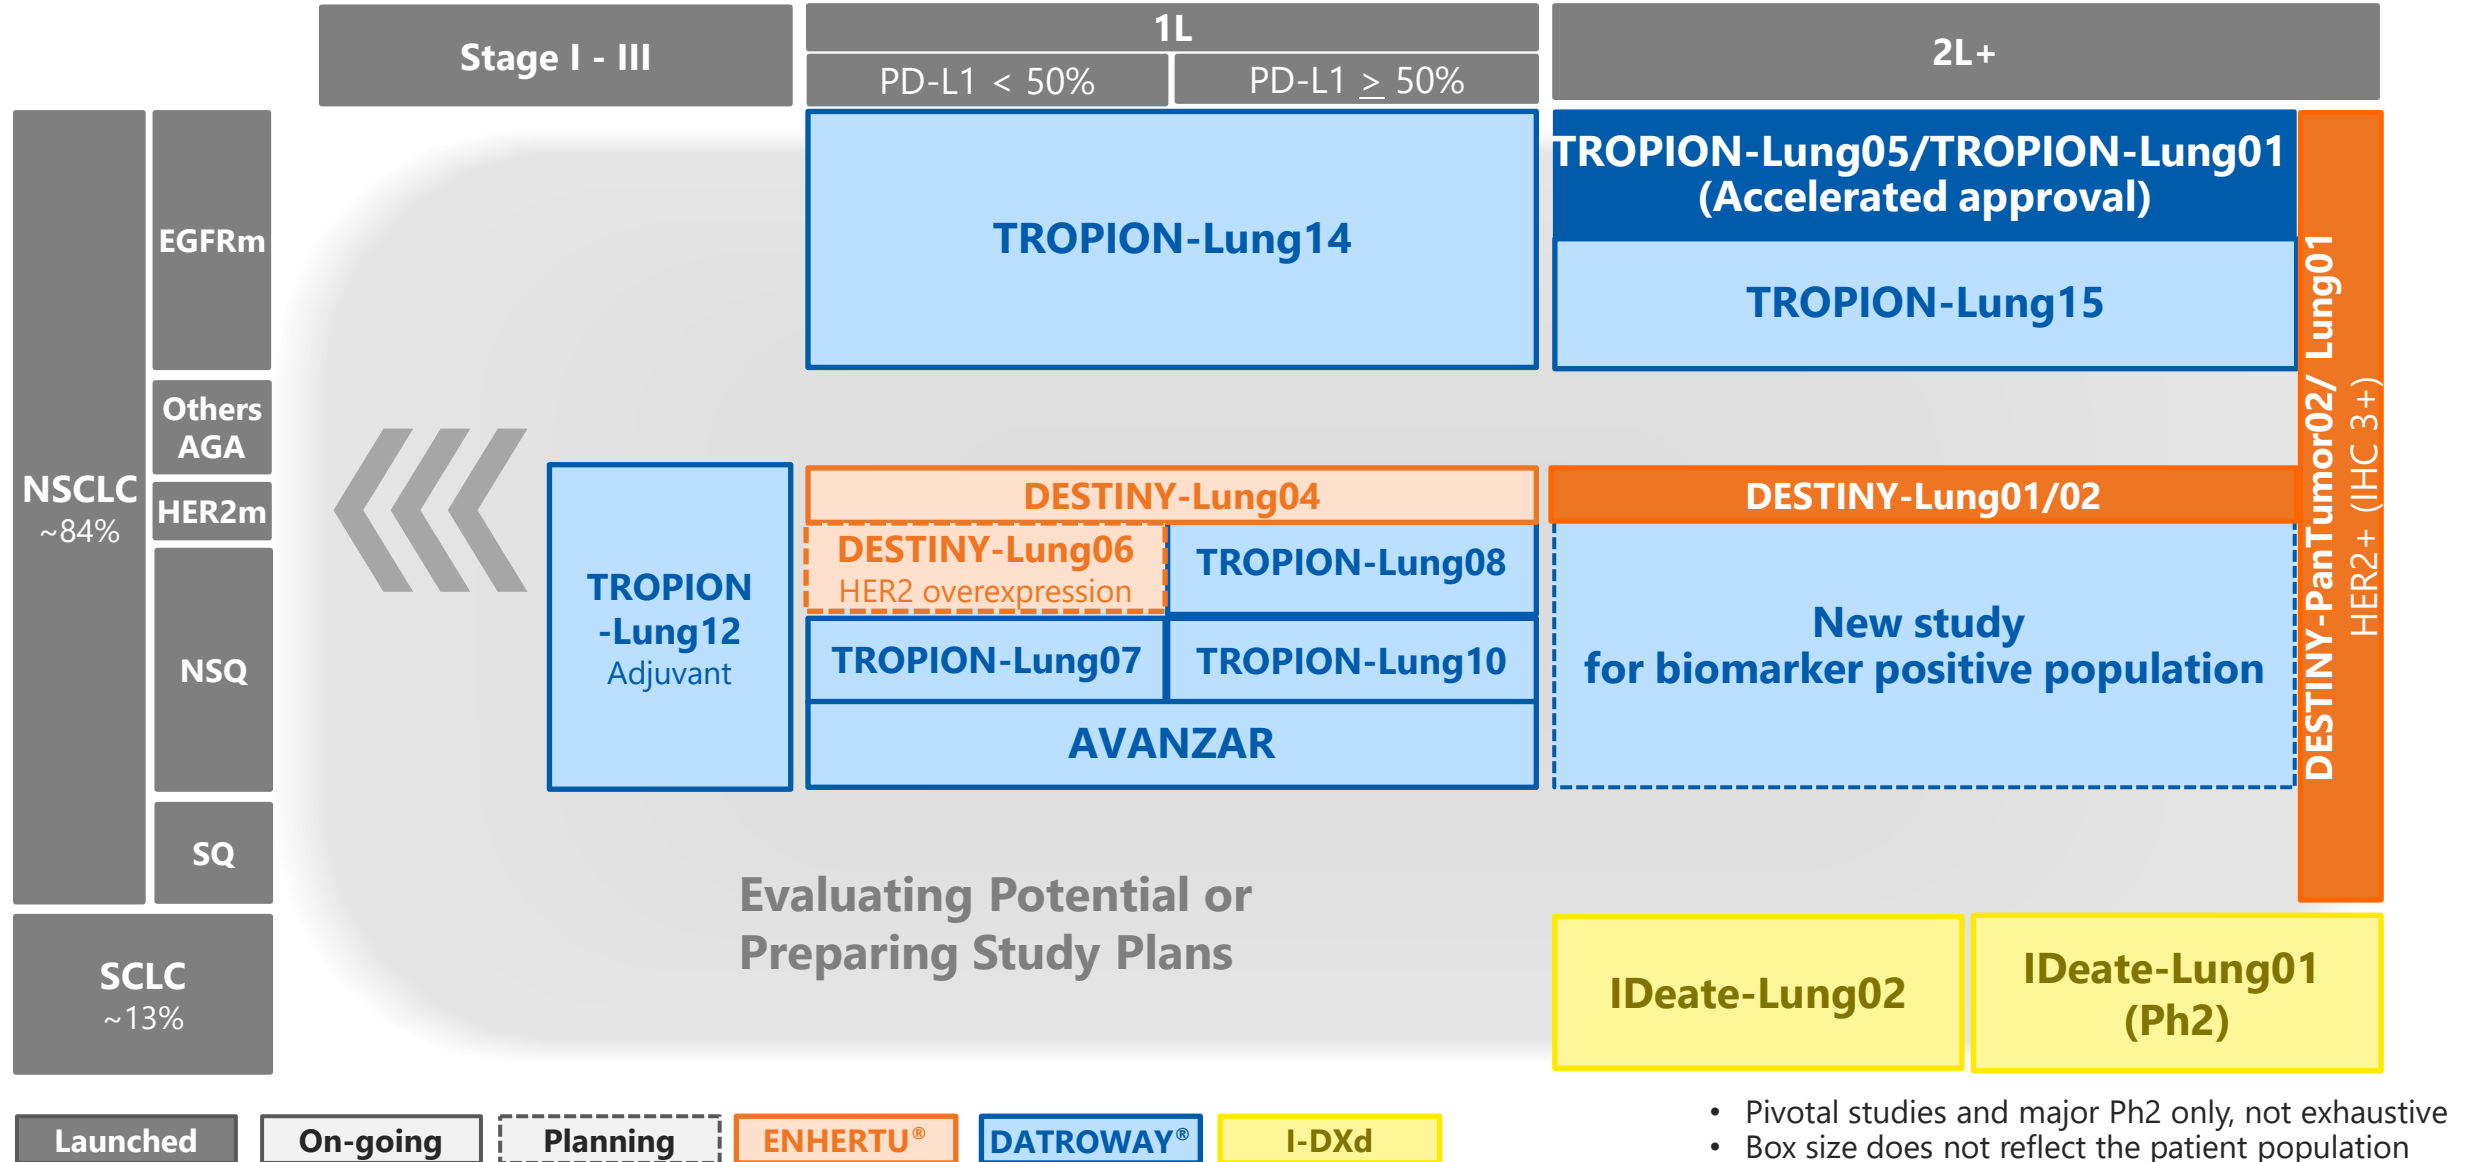 Stage I - III
1L
PD-L1 < 50%
PD-L1 ≥ 50%
2L+
NSCLC
~84%
EGFRm
Others
AGA
HER2m
NSQ
SQ
SCLC
~13%
TROPION-Lung14
TROPION-Lung05/TROPION-Lung01
(Accelerated approval)
TROPION-Lung15
DESTINY-PanTumor02/ Lung01
HER2+ (IHC 3+)
TROPION
-Lung12
Adjuvant
DESTINY-Lung04
DESTINY-Lung06
HER2 overexpression
TROPION-Lung08
TROPION-Lung07
TROPION-Lung10
AVANZAR
DESTINY-Lung01/02
New study
for biomarker positive population
Evaluating Potential or
Preparing Study Plans
IDeate-Lung02
IDeate-Lung01
(Ph2)
Launched
On-going
Planning
ENHERTU®
DATROWAY®
I-DXd
• Pivotal studies and major Ph2 only, not exhaustive
• Box size does not reflect the patient population